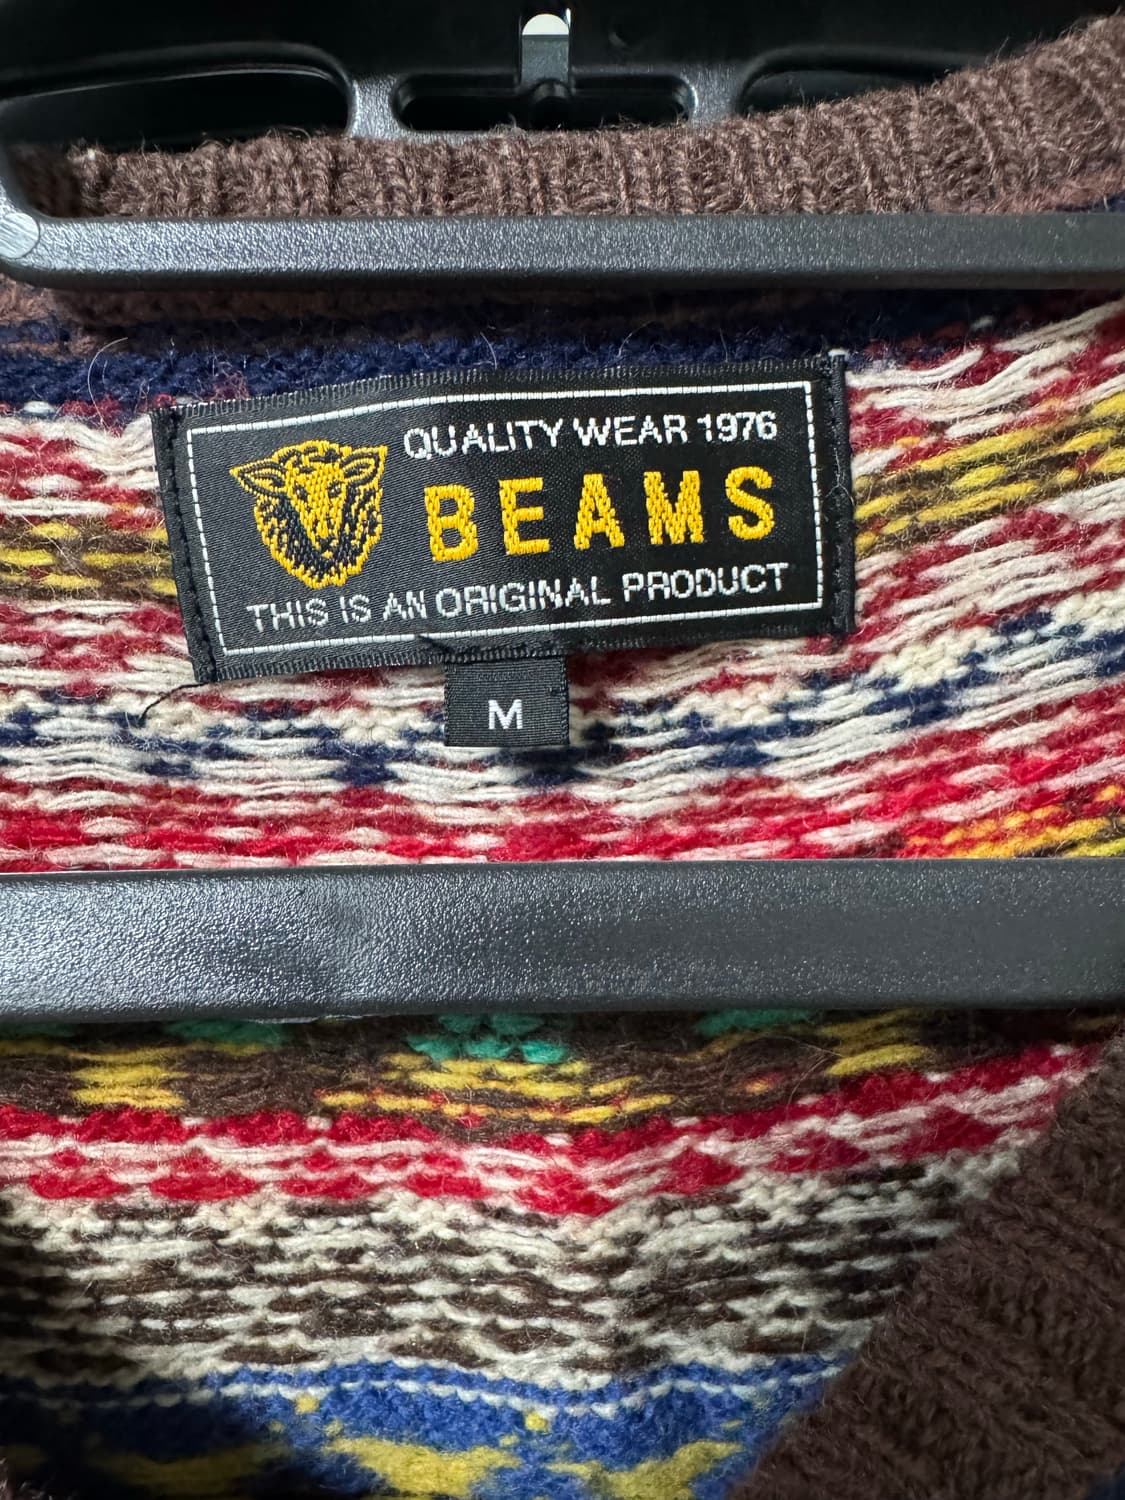 QUALITY WEAR 1976
BEAMS
THIS IS AN ORIGINAL PRODUCT
M